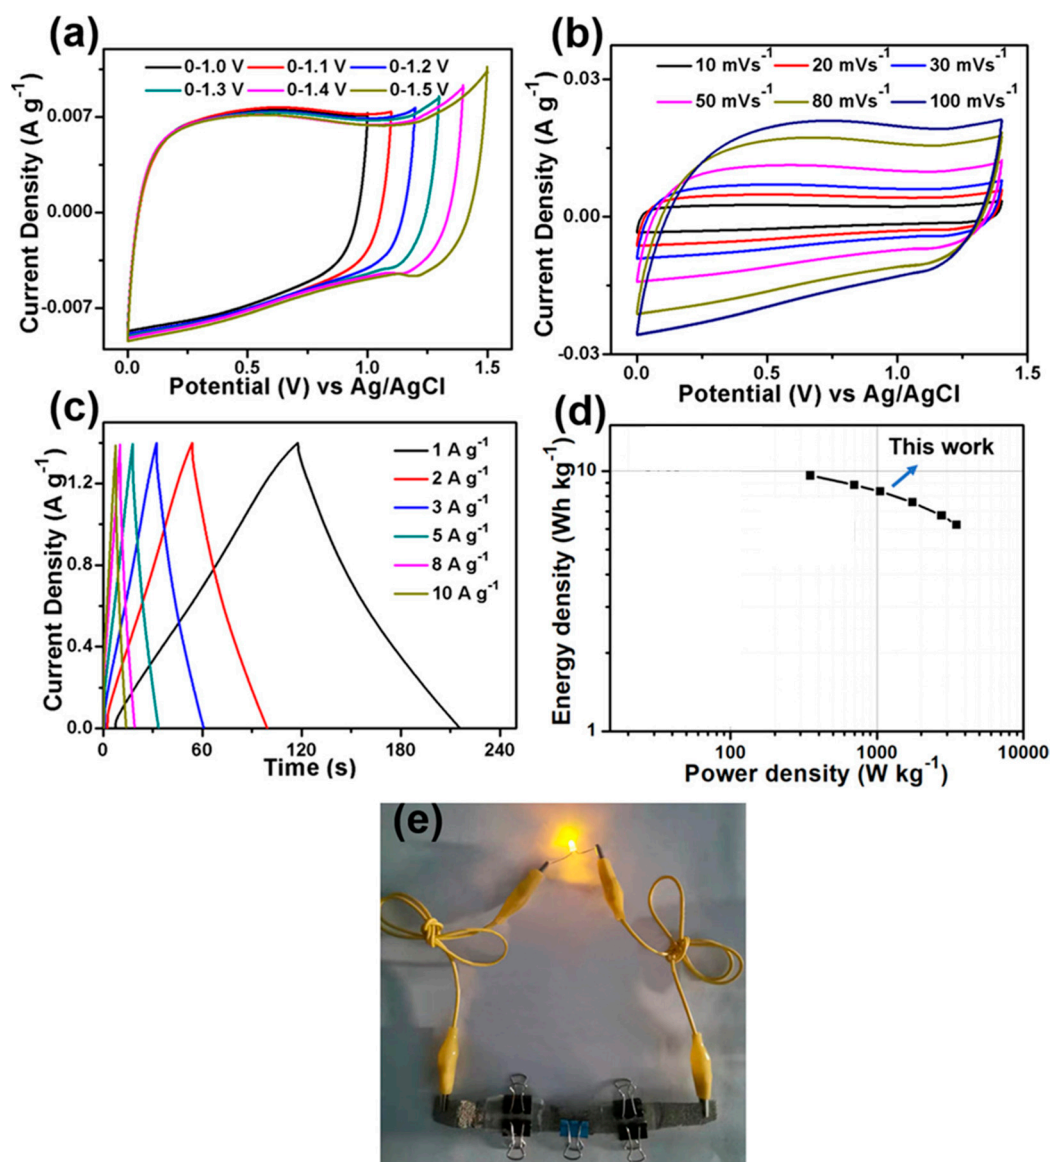 (a)
0-1.0 V 0-1.1 V 0-1.2 V
0-1.3 V 0-1.4 V 0-1.5 V
Current Density (A g⁻¹)
0.007
0.000
-0.007
0.0 0.5 1.0 1.5
Potential (V) vs Ag/AgCl
(b)
10 mVs⁻¹ 20 mVs⁻¹ 30 mVs⁻¹
50 mVs⁻¹ 80 mVs⁻¹ 100 mVs⁻¹
Current Density (A g⁻¹)
0.03
0.00
-0.03
0.0 0.5 1.0 1.5
Potential (V) vs Ag/AgCl
(c)
1 A g⁻¹
2 A g⁻¹
3 A g⁻¹
5 A g⁻¹
8 A g⁻¹
10 A g⁻¹
Current Density (A g⁻¹)
1.2
0.8
0.4
0.0
0 60 120 180 240
Time (s)
(d)
This work
Energy density (Wh kg⁻¹)
10
1
100 1000 10000
Power density (W kg⁻¹)
(e)